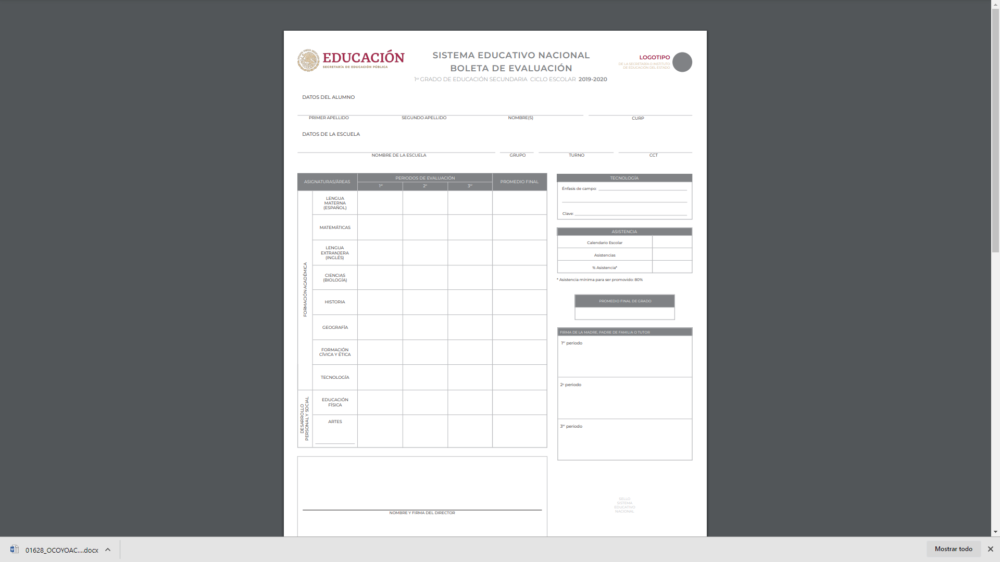 EDUCACIÓN
SECRETARÍA DE EDUCACIÓN PÚBLICA
SISTEMA EDUCATIVO NACIONAL
BOLETA DE EVALUACIÓN
1er GRADO DE EDUCACIÓN SECUNDARIA CICLO ESCOLAR 2019-2020
LOGOTIPO
DE LA SECRETARÍA O INSTITUTO
DE EDUCACIÓN DEL ESTADO
DATOS DEL ALUMNO
PRIMER APELLIDO SEGUNDO APELLIDO NOMBRE(S) CURP
DATOS DE LA ESCUELA
NOMBRE DE LA ESCUELA GRUPO TURNO CCT
ASIGNATURAS/ÁREAS
PERIODOS DE EVALUACIÓN
1er 2o 3er
PROMEDIO FINAL
FORMACIÓN ACADÉMICA
LENGUA
MATERNA
(ESPAÑOL)
MATEMÁTICAS
LENGUA
EXTRANJERA
(INGLÉS)
CIENCIAS
(BIOLOGÍA)
HISTORIA
GEOGRAFÍA
FORMACIÓN
CÍVICA Y ÉTICA
TECNOLOGÍA
DESARROLLO
PERSONAL Y SOCIAL
EDUCACIÓN
FÍSICA
ARTES
NOMBRE Y FIRMA DEL DIRECTOR
TECNOLOGÍA
Énfasis de campo:
Clave:
ASISTENCIA
Calendario Escolar
Asistencias
% Asistencia*
* Asistencia mínima para ser promovido: 80%
PROMEDIO FINAL DE GRADO
FIRMA DE LA MADRE, PADRE DE FAMILIA O TUTOR
1er periodo
2o periodo
3er periodo
SELLO
SISTEMA
EDUCATIVO
NACIONAL
01628_OCOYOAC....docx
Mostrar todo